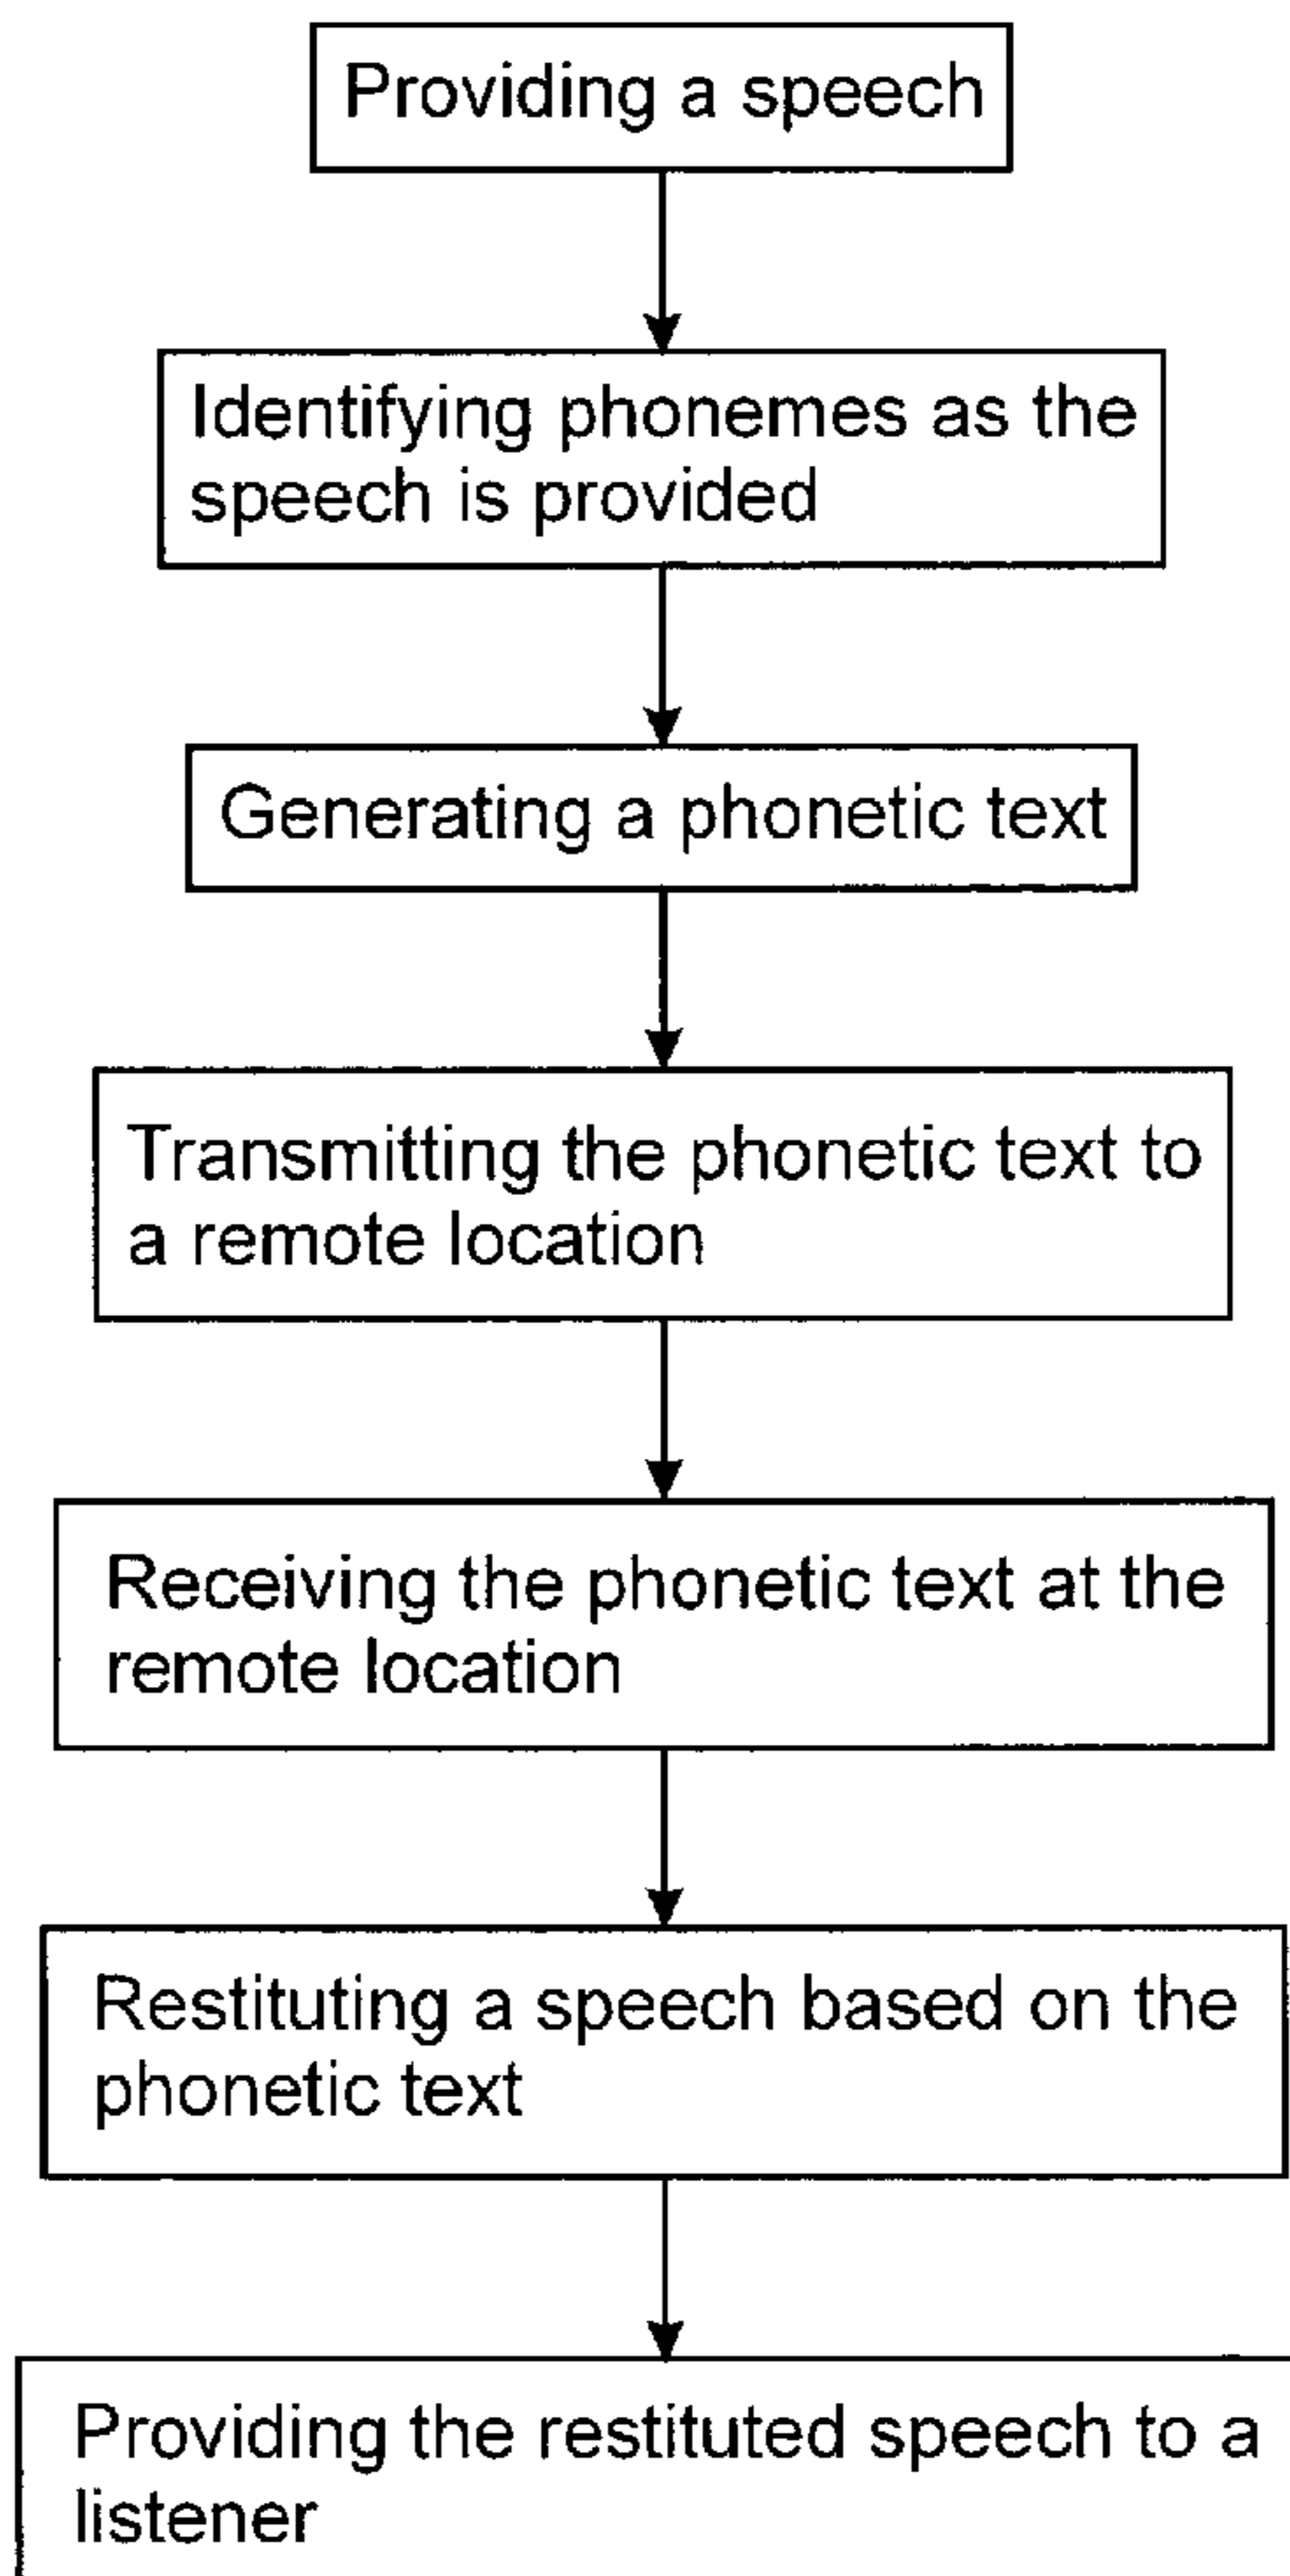 Providing a speech
Identifying phonemes as the
speech is provided
Generating a phonetic text
Transmitting the phonetic text to
a remote location
Receiving the phonetic text at the
remote location
Restituting a speech based on the
phonetic text
Providing the restituted speech to a
listener